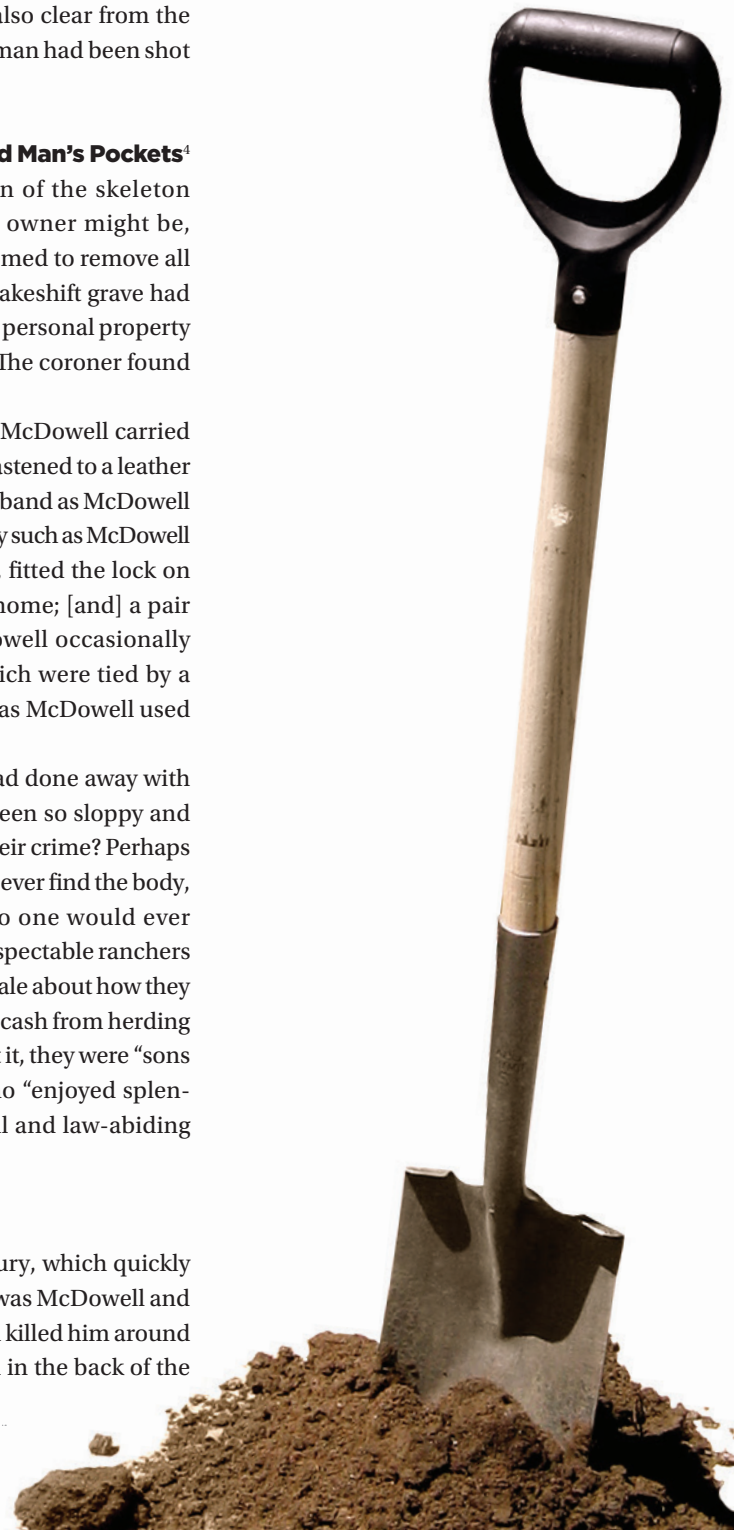 also clear from the
man had been shot
d Man's Pockets⁴
n of the skeleton
owner might be,
med to remove all
akeshift grave had
personal property
The coroner found
McDowell carried
astened to a leather
band as McDowell
y such as McDowell
fitted the lock on
home; [and] a pair
owell occasionally
ich were tied by a
as McDowell used
ad done away with
een so sloppy and
eir crime? Perhaps
ever find the body,
o one would ever
spectable ranchers
ale about how they
cash from herding
t it, they were “sons
no “enjoyed splen-
l and law-abiding
ury, which quickly
was McDowell and
killed him around
in the back of the